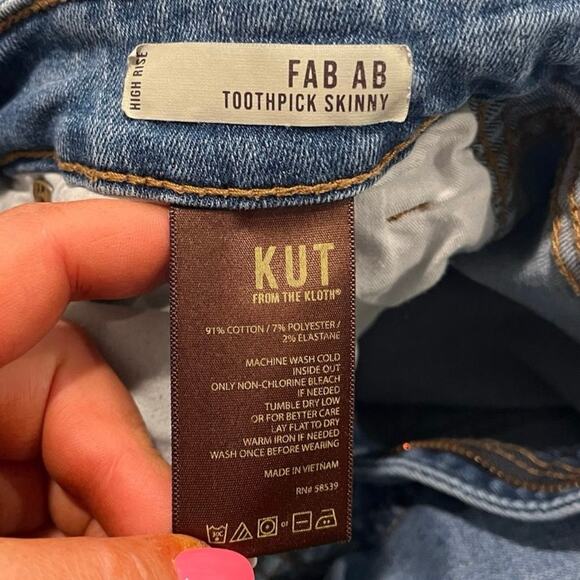 HIGH RISE
FAB AB
TOOTHPICK SKINNY
KUT
FROM THE KLOTH®
91% COTTON / 7% POLYESTER /
2% ELASTANE
MACHINE WASH COLD
INSIDE OUT
ONLY NON-CHLORINE BLEACH
IF NEEDED
TUMBLE DRY LOW
OR FOR BETTER CARE
LAY FLAT TO DRY
WARM IRON IF NEEDED
WASH ONCE BEFORE WEARING
MADE IN VIETNAM
RN# 58539
30C
or